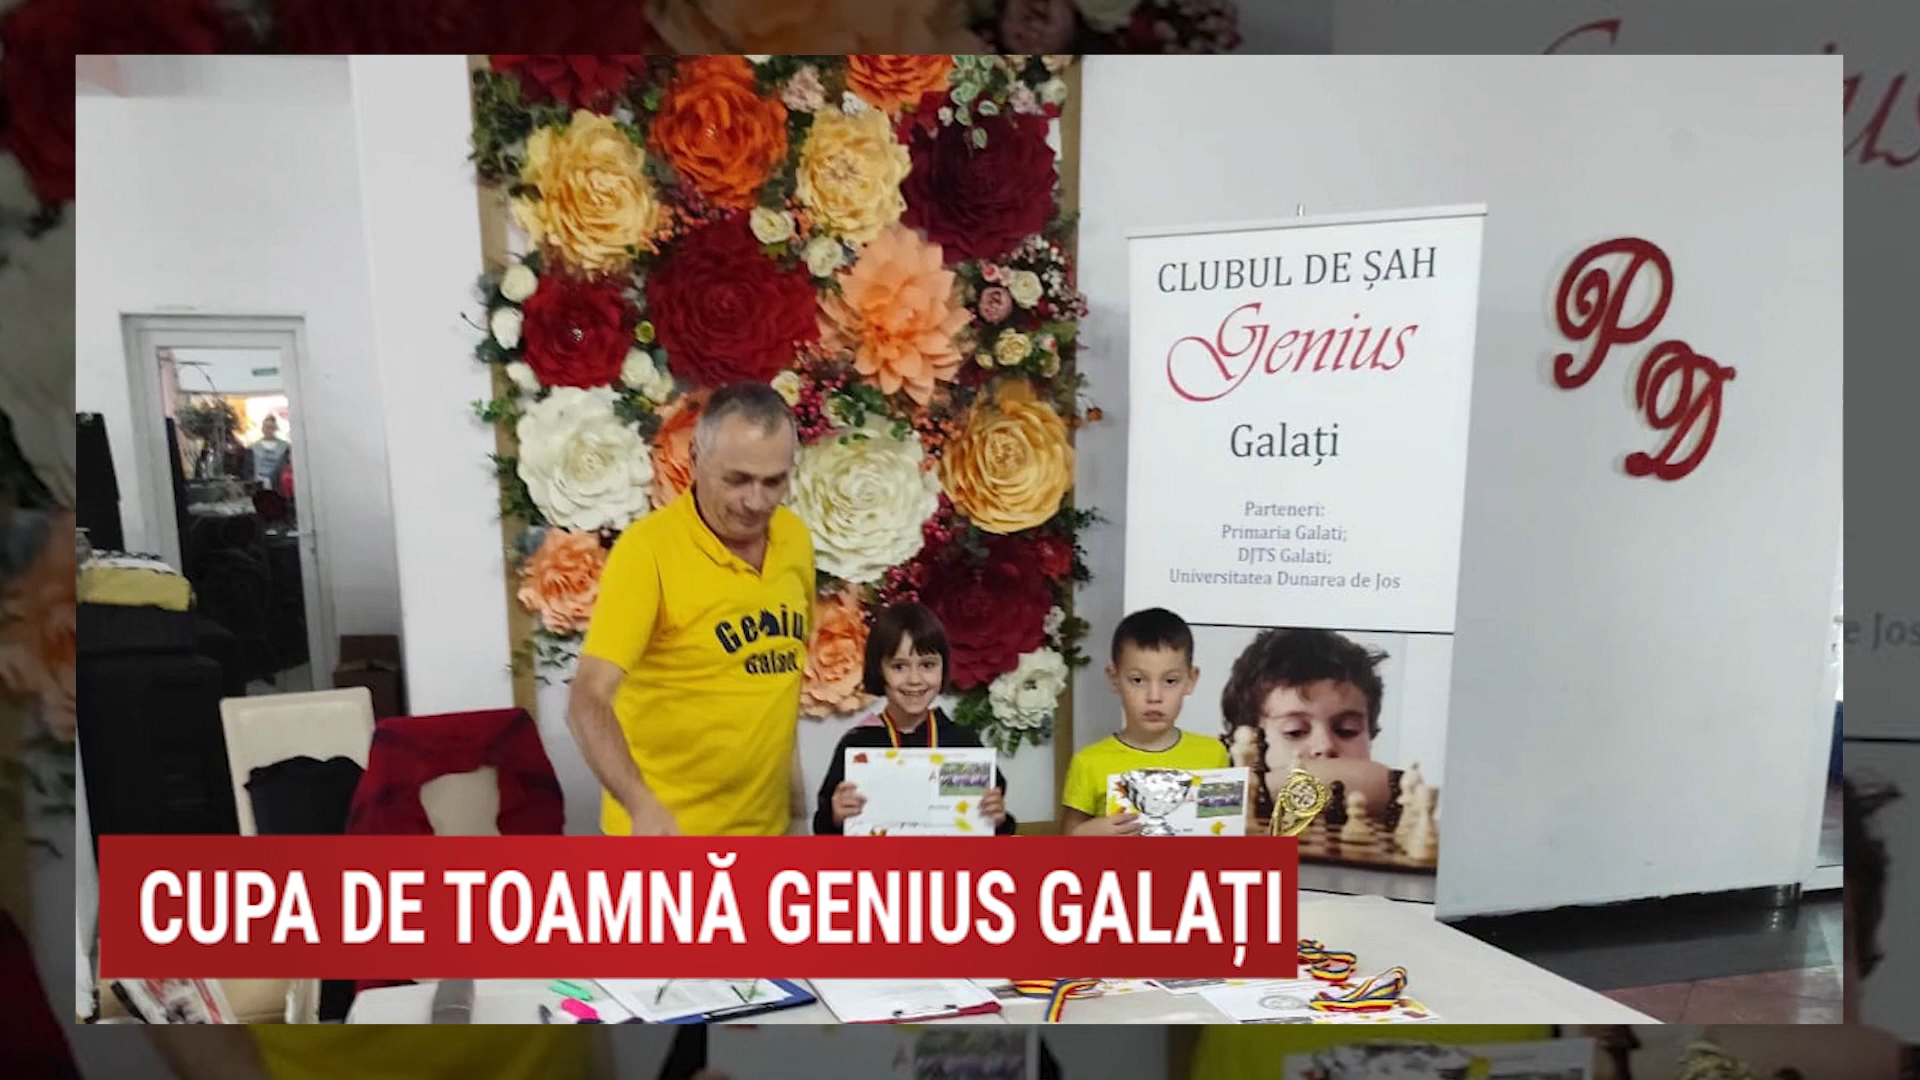 CLUBUL DE ȘAH
Genius
Galați
Parteneri:
Primaria Galati;
DJTS Galati;
Universitatea Dunarea de Jos
PD
Genius
Galați
CUPA DE TOAMNĂ GENIUS GALAȚI